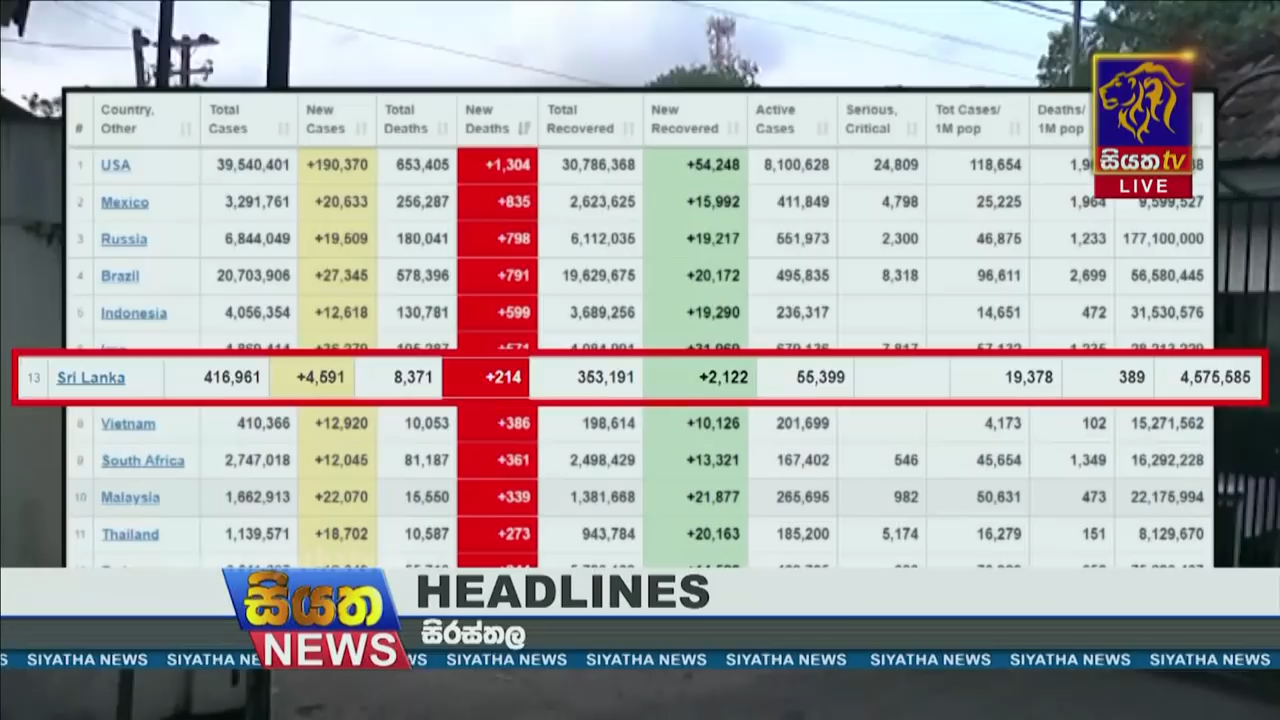 # Country, Other Total Cases New Cases Total Deaths New Deaths Total Recovered New Recovered Active Cases Serious, Critical Tot Cases/ 1M pop Deaths/ 1M pop
සියත tv
LIVE
1 USA 39,540,401 +190,370 653,405 +1,304 30,786,368 +54,248 8,100,628 24,809 118,654
2 Mexico 3,291,761 +20,633 256,287 +835 2,623,625 +15,992 411,849 4,798 25,225 1,964 9,599,527
3 Russia 6,844,049 +19,509 180,041 +798 6,112,035 +19,217 551,973 2,300 46,875 1,233 177,100,000
4 Brazil 20,703,906 +27,345 578,396 +791 19,629,675 +20,172 495,835 8,318 96,611 2,699 56,580,445
5 Indonesia 4,056,354 +12,618 130,781 +599 3,689,256 +19,290 236,317 14,651 472 31,530,576
13 Sri Lanka 416,961 +4,591 8,371 +214 353,191 +2,122 55,399 19,378 389 4,575,585
8 Vietnam 410,366 +12,920 10,053 +386 198,614 +10,126 201,699 4,173 102 15,271,562
9 South Africa 2,747,018 +12,045 81,187 +361 2,498,429 +13,321 167,402 546 45,654 1,349 16,292,228
10 Malaysia 1,662,913 +22,070 15,550 +339 1,381,668 +21,877 265,695 982 50,631 473 22,175,994
11 Thailand 1,139,571 +18,702 10,587 +273 943,784 +20,163 185,200 5,174 16,279 151 8,129,670
සියත
NEWS
HEADLINES
සිරස්තල
SIYATHA NEWS SIYATHA NEWS SIYATHA NEWS SIYATHA NEWS SIYATHA NEWS SIYATHA NEWS SIYATHA NEWS SIYATHA NEWS